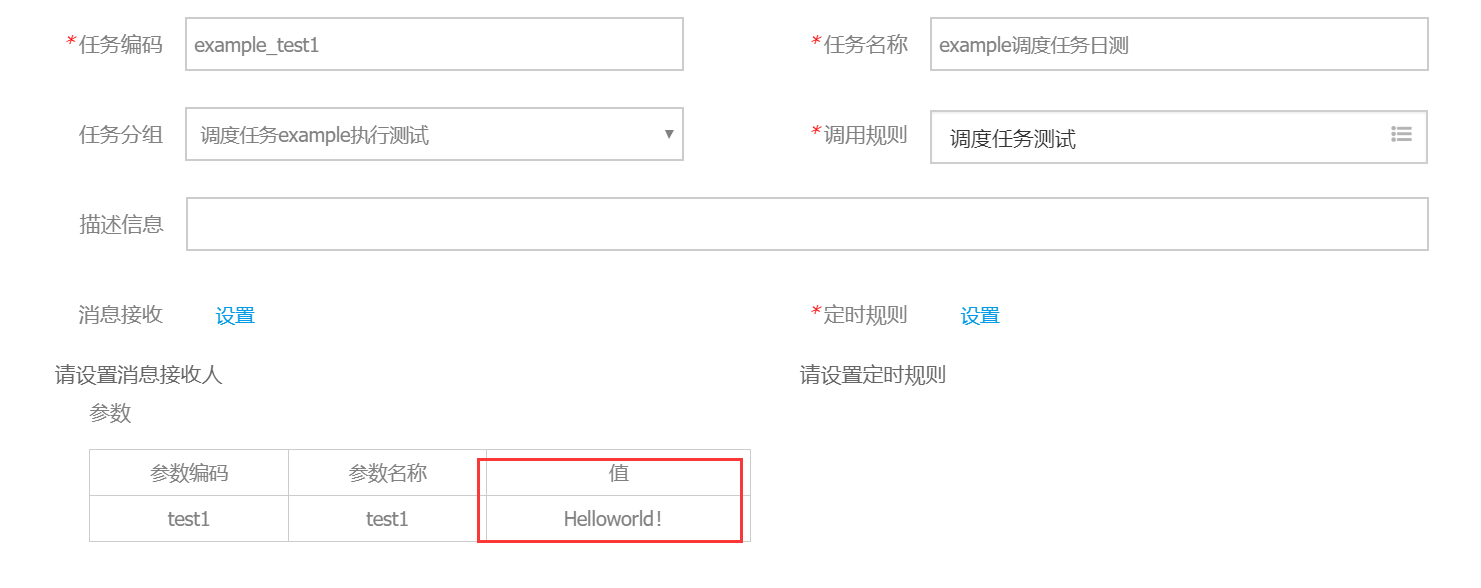 *任务编码 example_test1 *任务名称 example调度任务日测
任务分组 调度任务example执行测试 *调用规则 调度任务测试
描述信息
消息接收 设置 *定时规则 设置
请设置消息接收人 请设置定时规则
参数
参数编码 参数名称 值
test1 test1 Helloworld!